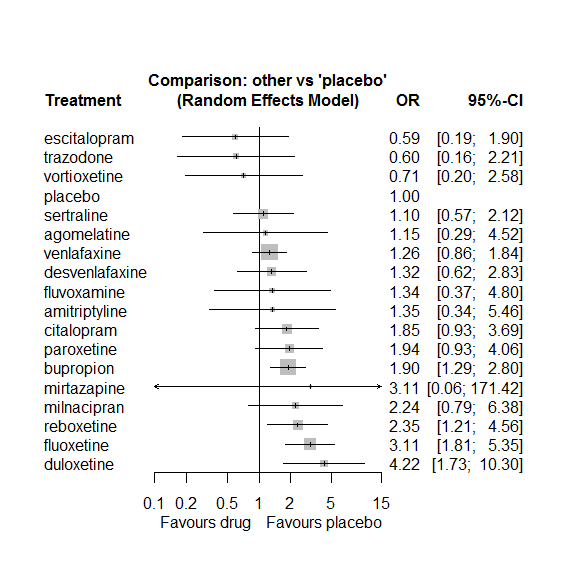 Comparison: other vs 'placebo'
Treatment (Random Effects Model) OR 95%-CI
escitalopram 0.59 [0.19; 1.90]
trazodone 0.60 [0.16; 2.21]
vortioxetine 0.71 [0.20; 2.58]
placebo 1.00
sertraline 1.10 [0.57; 2.12]
agomelatine 1.15 [0.29; 4.52]
venlafaxine 1.26 [0.86; 1.84]
desvenlafaxine 1.32 [0.62; 2.83]
fluvoxamine 1.34 [0.37; 4.80]
amitriptyline 1.35 [0.34; 5.46]
citalopram 1.85 [0.93; 3.69]
paroxetine 1.94 [0.93; 4.06]
bupropion 1.90 [1.29; 2.80]
mirtazapine 3.11 [0.06; 171.42]
milnacipran 2.24 [0.79; 6.38]
reboxetine 2.35 [1.21; 4.56]
fluoxetine 3.11 [1.81; 5.35]
duloxetine 4.22 [1.73; 10.30]
0.1 0.2 0.5 1 2 5 15
Favours drug Favours placebo